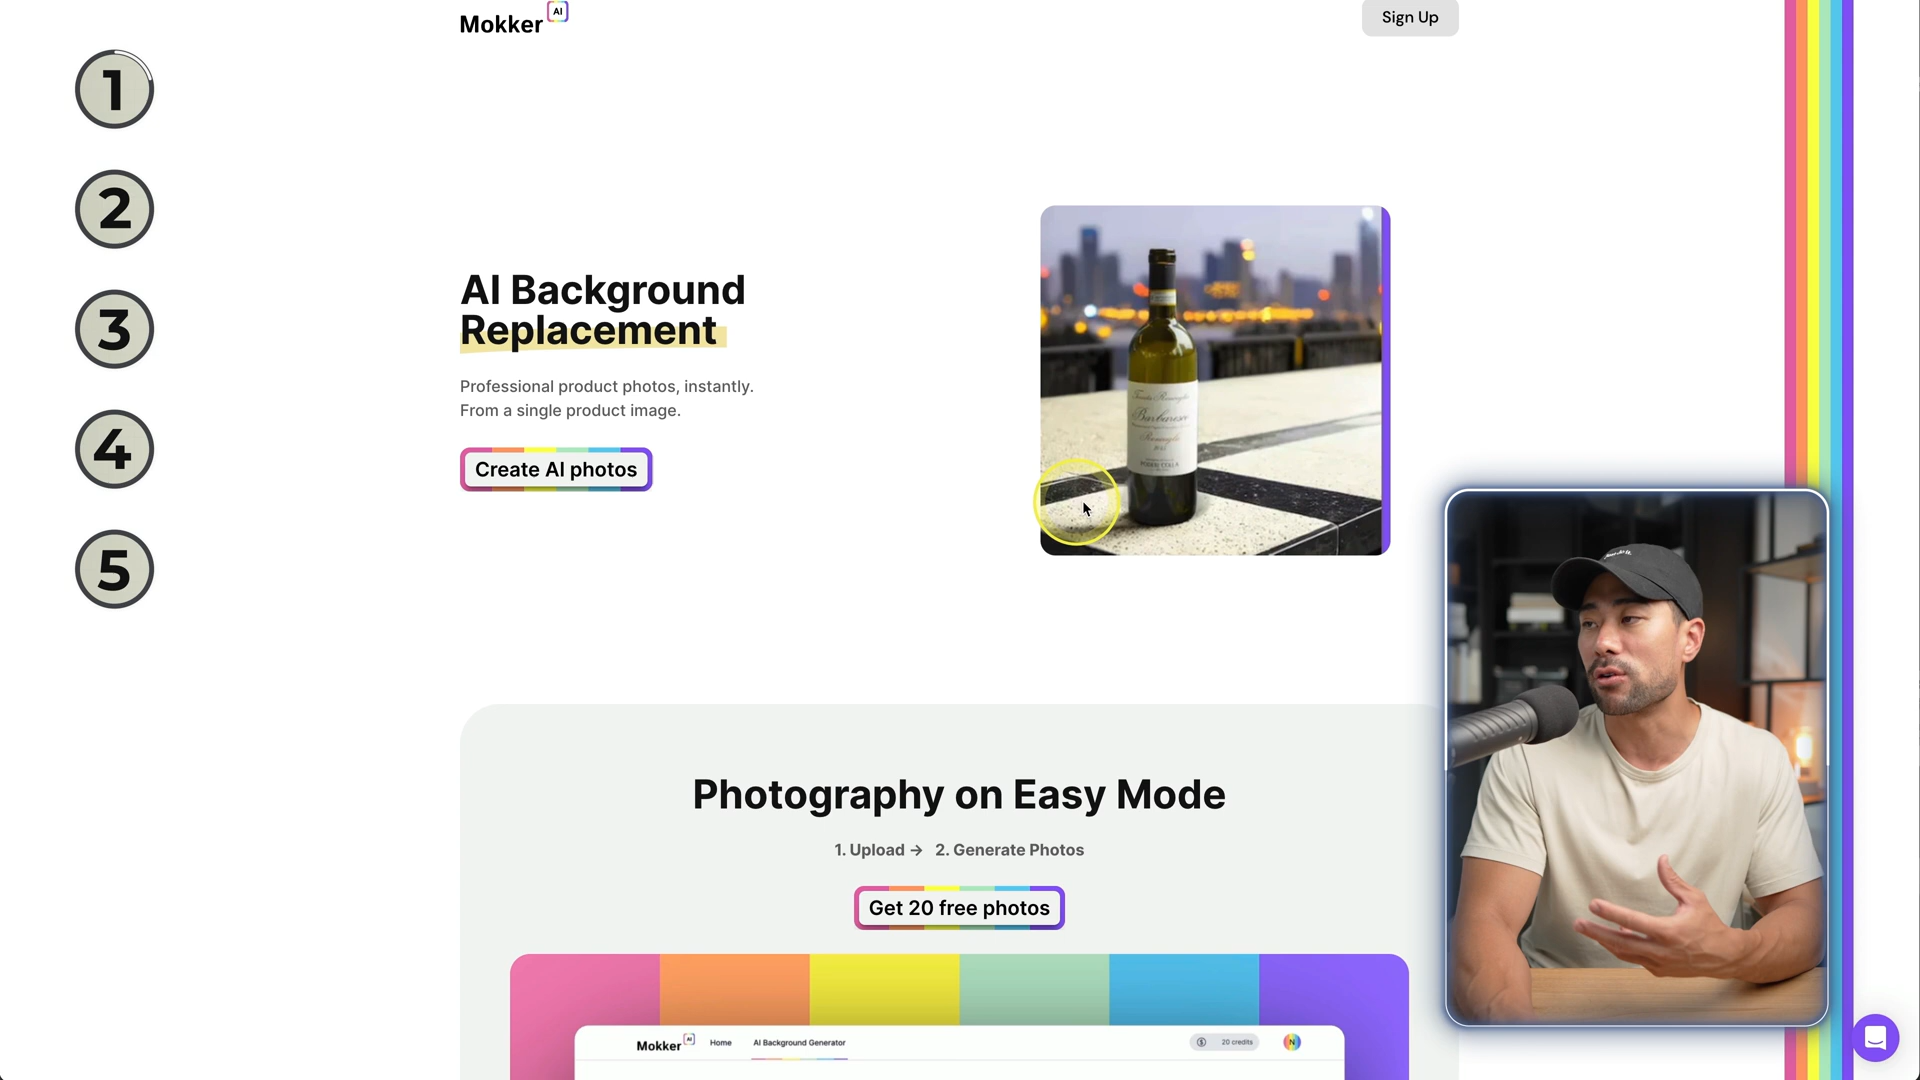 Mokker AI
Sign Up
1
2
3
4
5
AI Background
Replacement
Professional product photos, instantly.
From a single product image.
Create AI photos
Barbaresco
Photography on Easy Mode
1. Upload → 2. Generate Photos
Get 20 free photos
Mokker AI
Home
AI Background Generator
$ 20 credits
N